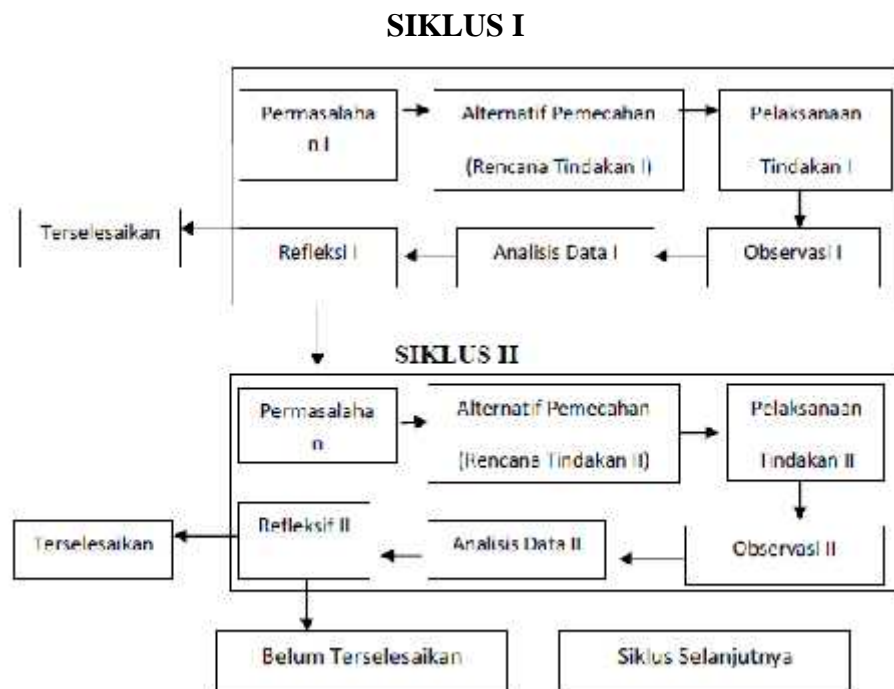 SIKLUS I
Permasalaha
n I
Alternatif Pemecahan
(Rencana Tindakan I)
Pelaksanaan
Tindakan I
Terselesaikan
Refleksi I
Analisis Data I
Observasi I
SIKLUS II
Permasalaha
n
Alternatif Pemecahan
(Rencana Tindakan II)
Pelaksanaan
Tindakan II
Terselesaikan
Refleksif II
Analisis Data II
Observasi II
Belum Terselesaikan
Siklus Selanjutnya